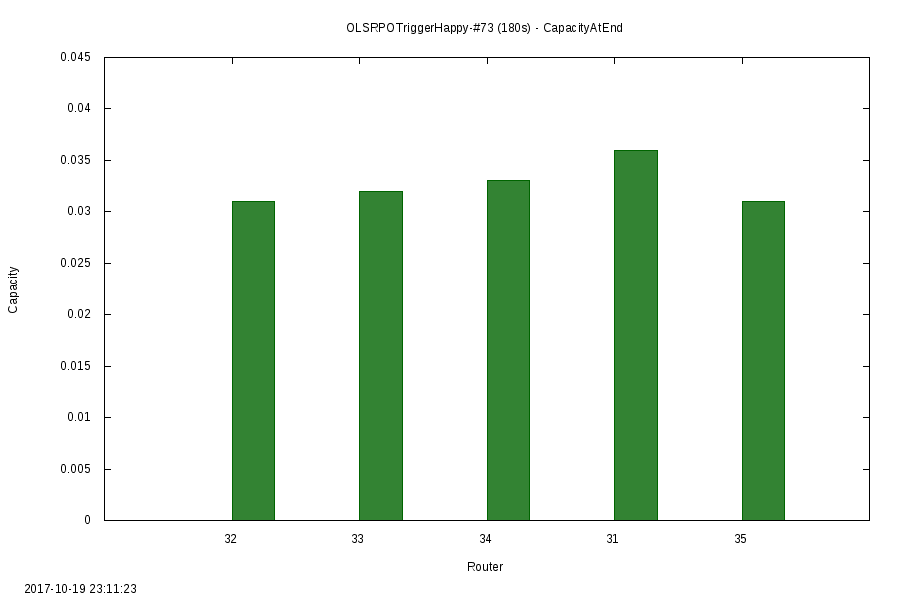 OLSRPOTriggerHappy-#73 (180s) - CapacityAtEnd
0.045
0.04
0.035
0.03
0.025
0.02
0.015
0.01
0.005
0
Capacity
32 33 34 31 35
Router
2017-10-19 23:11:23